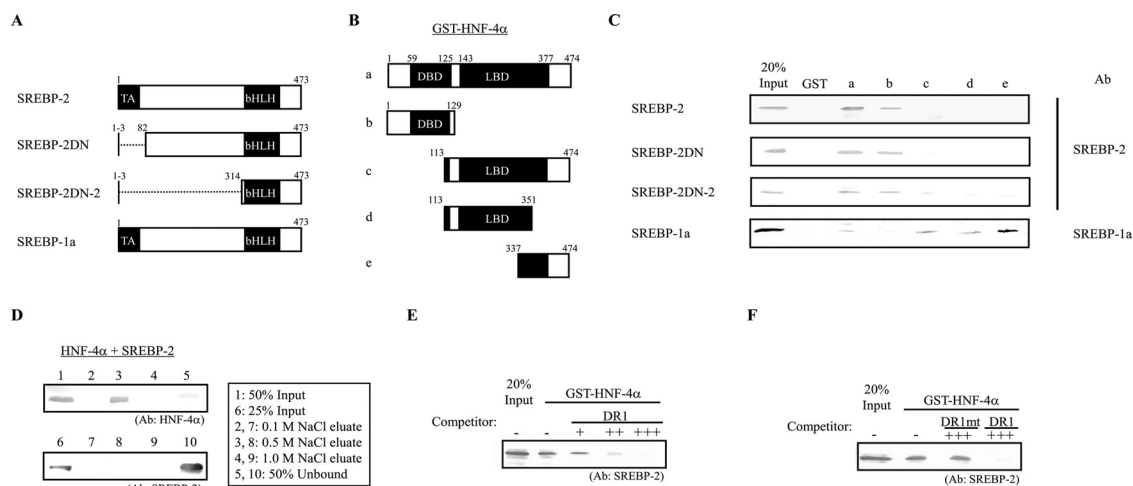 A
SREBP-2
1 473
TA bHLH
SREBP-2DN
1-3 82 473
bHLH
SREBP-2DN-2
1-3 314 473
bHLH
SREBP-1a
1 473
TA bHLH
B
GST-HNF-4α
a
1 59 125 143 377 474
DBD LBD
b
1 129
DBD
c
113 474
LBD
d
113 351
LBD
e
337 474
C
20% Input GST a b c d e Ab
SREBP-2
SREBP-2DN
SREBP-2DN-2
SREBP-2
SREBP-1a SREBP-1a
D
HNF-4α + SREBP-2
1 2 3 4 5
(Ab: HNF-4α)
6 7 8 9 10
(Ab: SREBP-2)
1: 50% Input
6: 25% Input
2, 7: 0.1 M NaCl eluate
3, 8: 0.5 M NaCl eluate
4, 9: 1.0 M NaCl eluate
5, 10: 50% Unbound
E
20%
Input
GST-HNF-4α
DR1
Competitor: - - + ++ +++
(Ab: SREBP-2)
F
20%
Input
GST-HNF-4α
DR1mt DR1
Competitor: - - +++ +++
(Ab: SREBP-2)